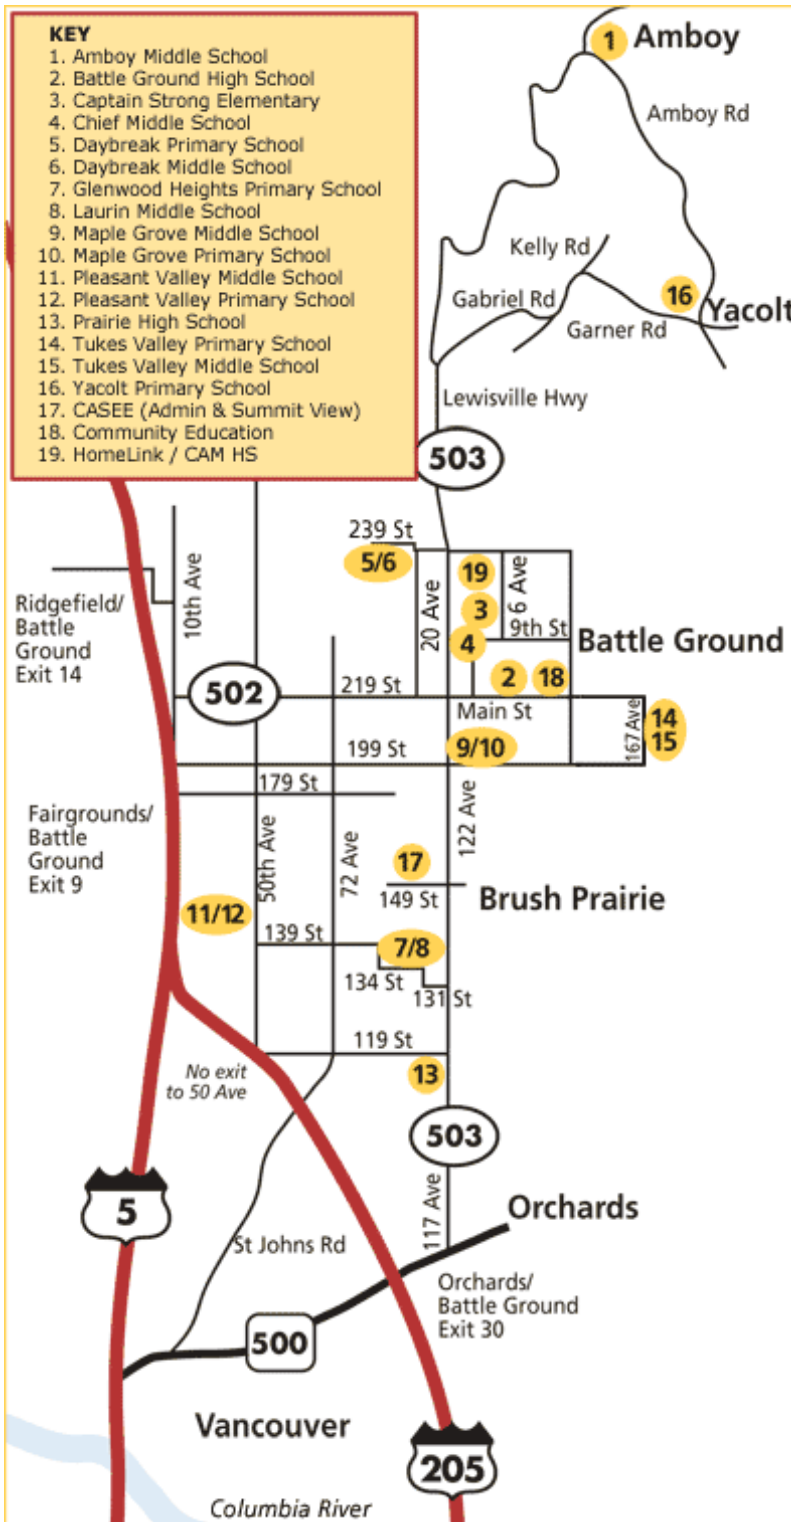 KEY
1. Amboy Middle School
2. Battle Ground High School
3. Captain Strong Elementary
4. Chief Middle School
5. Daybreak Primary School
6. Daybreak Middle School
7. Glenwood Heights Primary School
8. Laurin Middle School
9. Maple Grove Middle School
10. Maple Grove Primary School
11. Pleasant Valley Middle School
12. Pleasant Valley Primary School
13. Prairie High School
14. Tukes Valley Primary School
15. Tukes Valley Middle School
16. Yacolt Primary School
17. CASEE (Admin & Summit View)
18. Community Education
19. HomeLink / CAM HS
1
Amboy
Amboy Rd
Kelly Rd
Gabriel Rd
16
Yacolt
Garner Rd
Lewisville Hwy
503
239 St
5/6
10th Ave
20 Ave
19
6 Ave
3
9th St
4
Battle Ground
Ridgefield/
Battle
Ground
Exit 14
502
219 St
2
18
Main St
167 Ave
14
15
199 St
9/10
179 St
Fairgrounds/
Battle
Ground
Exit 9
50th Ave
72 Ave
122 Ave
17
149 St
Brush Prairie
11/12
139 St
7/8
134 St
131 St
119 St
No exit
to 50 Ave
13
503
5
117 Ave
Orchards
St Johns Rd
Orchards/
Battle Ground
Exit 30
500
Vancouver
205
Columbia River